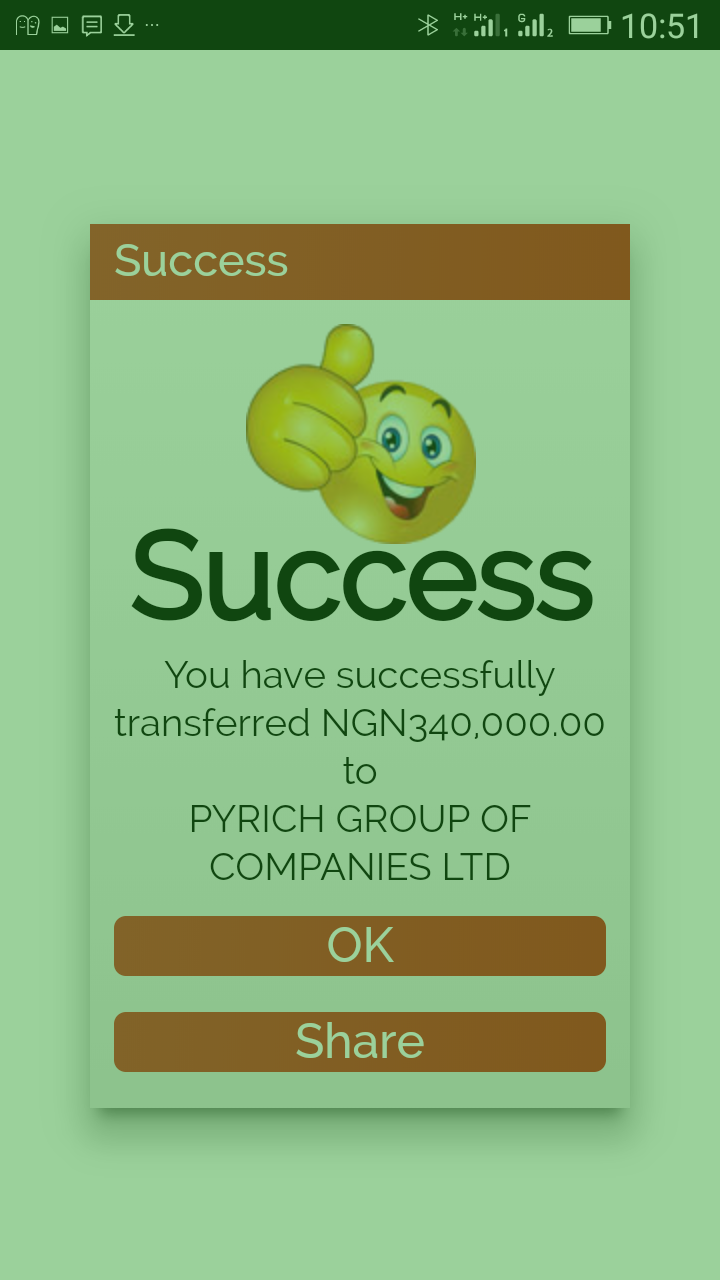 H+ H+ 1 G 2 10:51
Success
Success
You have successfully
transferred NGN340,000.00
to
PYRICH GROUP OF
COMPANIES LTD
OK
Share